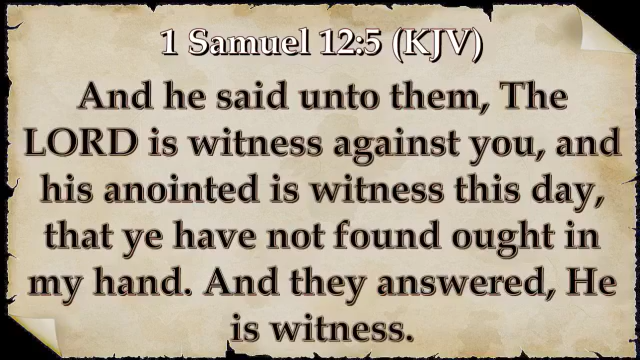 1 Samuel 12:5 (KJV)
And he said unto them, The
LORD is witness against you, and
his anointed is witness this day,
that ye have not found ought in
my hand. And they answered, He
is witness.